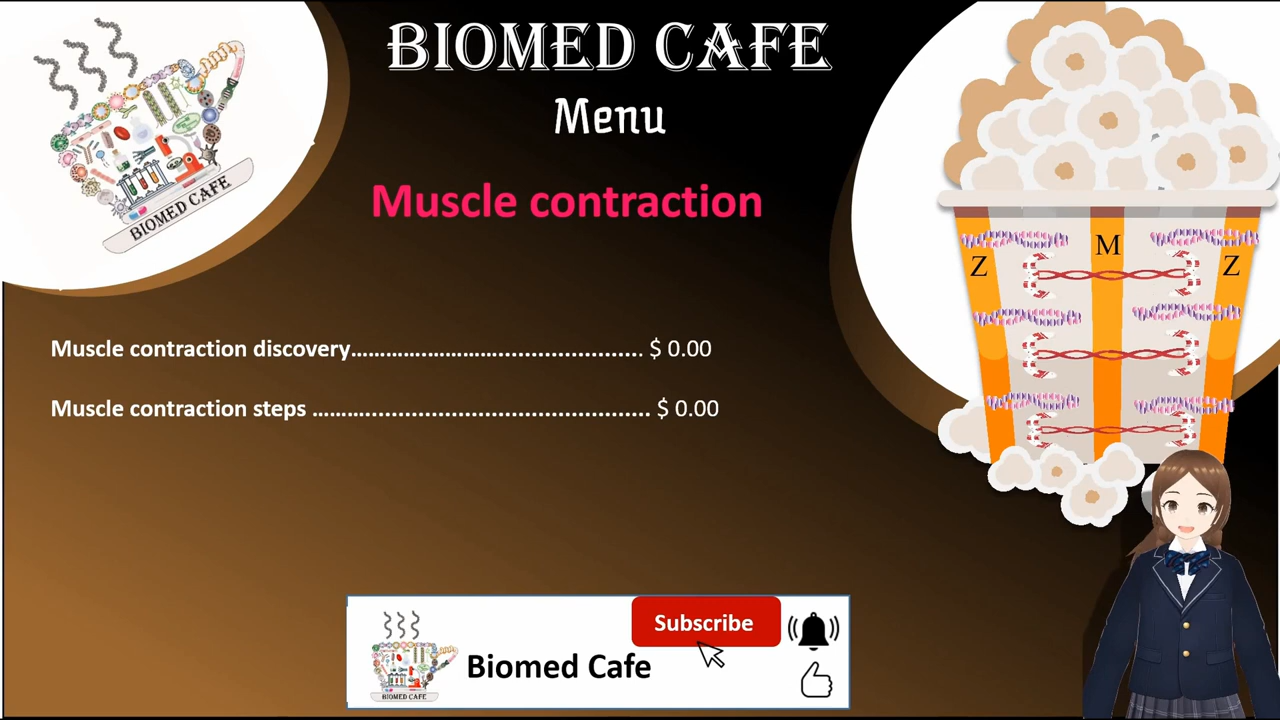 BIOMED CAFE
Menu
BIOMED CAFE
Muscle contraction
Z
M
Z
Muscle contraction discovery........................................... $ 0.00
Muscle contraction steps .................................................. $ 0.00
Subscribe
Biomed Cafe
BIOMED CAFE